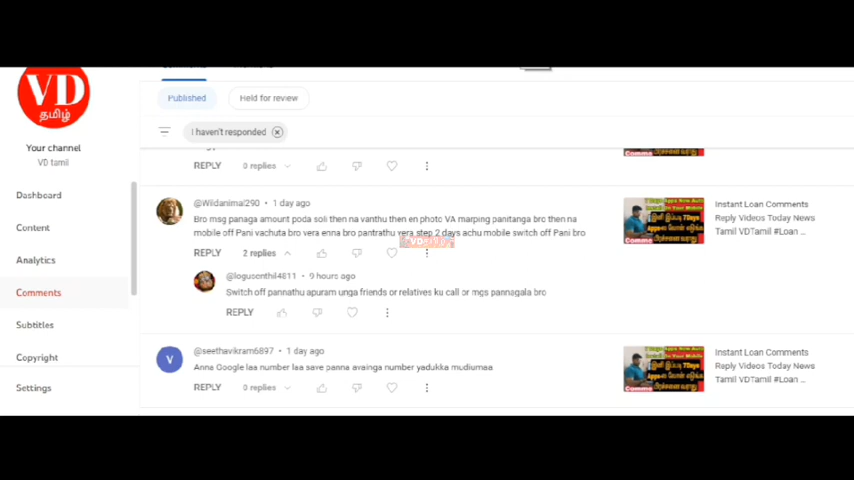 VD
தமிழ்
Your channel
VD tamil
Dashboard
Content
Analytics
Comments
Subtitles
Copyright
Settings
Published
Held for review
I haven't responded
REPLY 0 replies
@Wildanimal290 • 1 day ago
Bro msg panaga amount poda soli then na vanthu then en photo VA marping panitanga bro then na
mobile off Pani vachuta bro vera enna bro pantrathu vera step 2 days achu mobile switch off Pani bro
REPLY 2 replies
@logusenthil4811 • 9 hours ago
Switch off pannathu apuram unga friends or relatives ku call or mgs pannagala bro
REPLY
Comme
Instant Loan Comments
Reply Videos Today News
Tamil VDTamil #Loan ...
V
@seethavikram6897 • 1 day ago
Anna Google laa number laa save panna avainga number yadukka mudiumaa
REPLY 0 replies
Comme
Instant Loan Comments
Reply Videos Today News
Tamil VDTamil #Loan ...